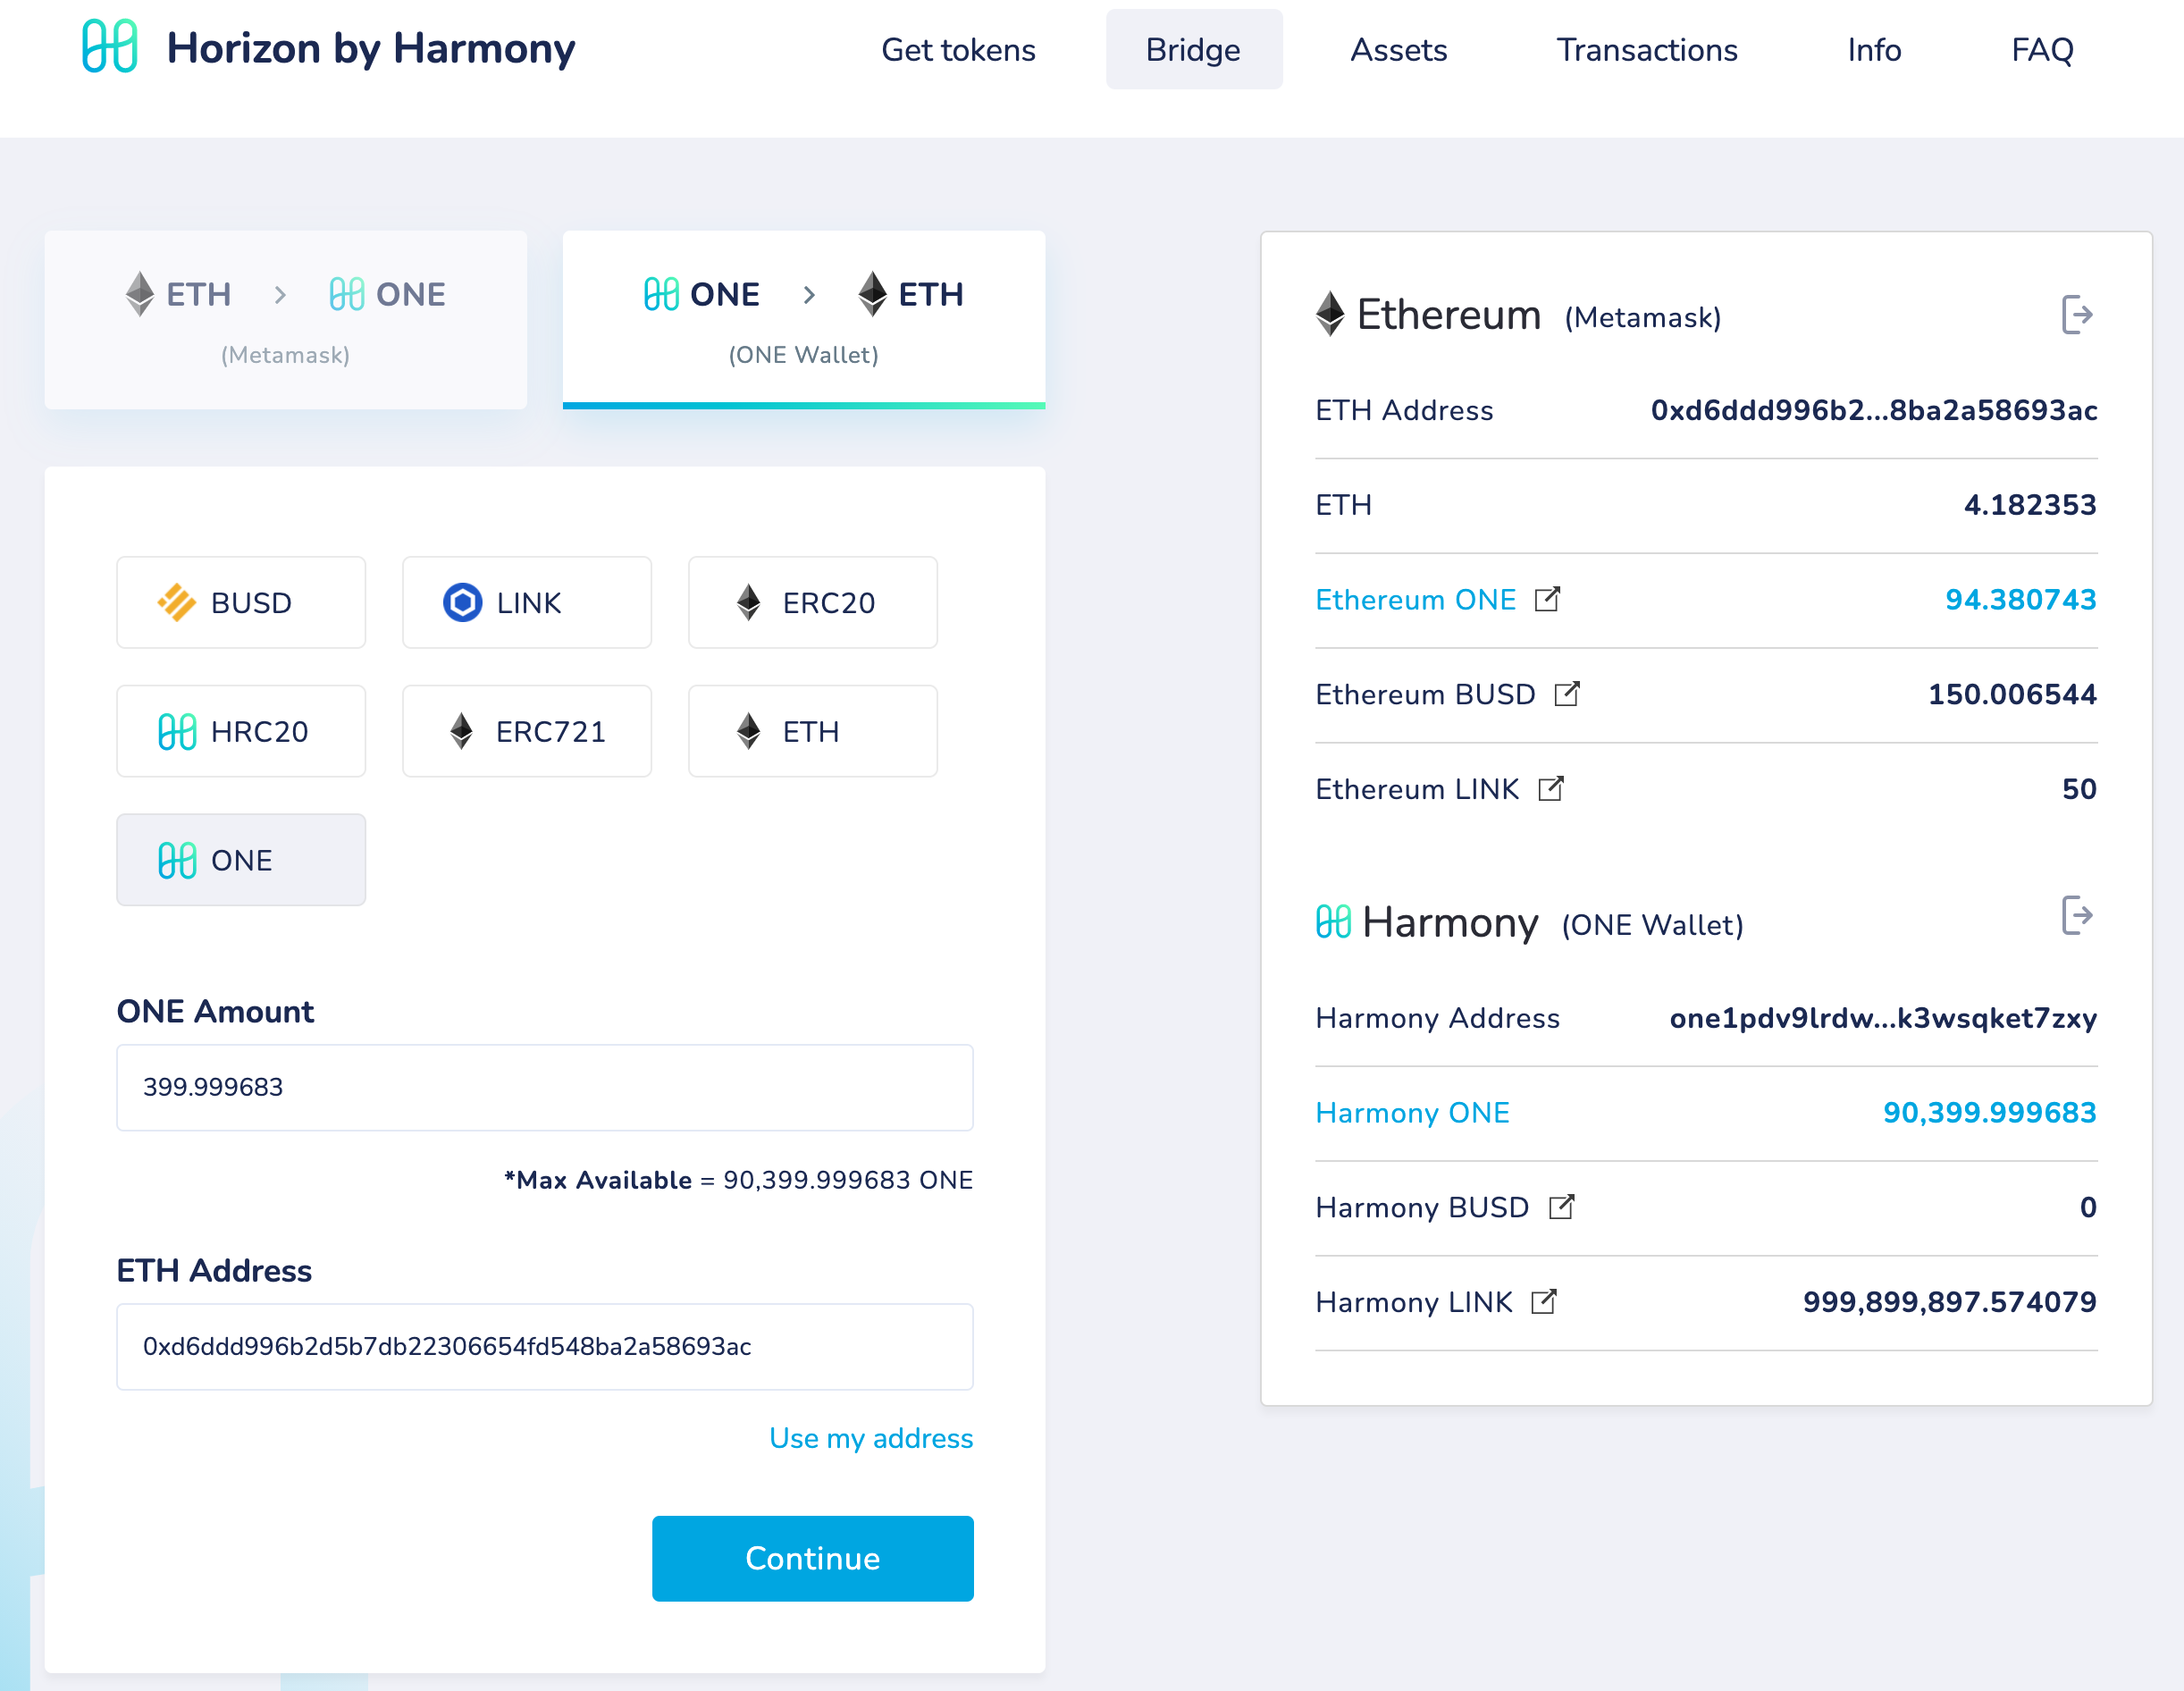 Horizon by Harmony
Get tokens
Bridge
Assets
Transactions
Info
FAQ
ETH > ONE
(Metamask)
ONE > ETH
(ONE Wallet)
BUSD
LINK
ERC20
HRC20
ERC721
ETH
ONE
ONE Amount
399.999683
*Max Available = 90,399.999683 ONE
ETH Address
0xd6ddd996b2d5b7db22306654fd548ba2a58693ac
Use my address
Continue
Ethereum (Metamask)
ETH Address 0xd6ddd996b2...8ba2a58693ac
ETH 4.182353
Ethereum ONE 94.380743
Ethereum BUSD 150.006544
Ethereum LINK 50
Harmony (ONE Wallet)
Harmony Address one1pdv9lrdw...k3wsqket7zxy
Harmony ONE 90,399.999683
Harmony BUSD 0
Harmony LINK 999,899,897.574079